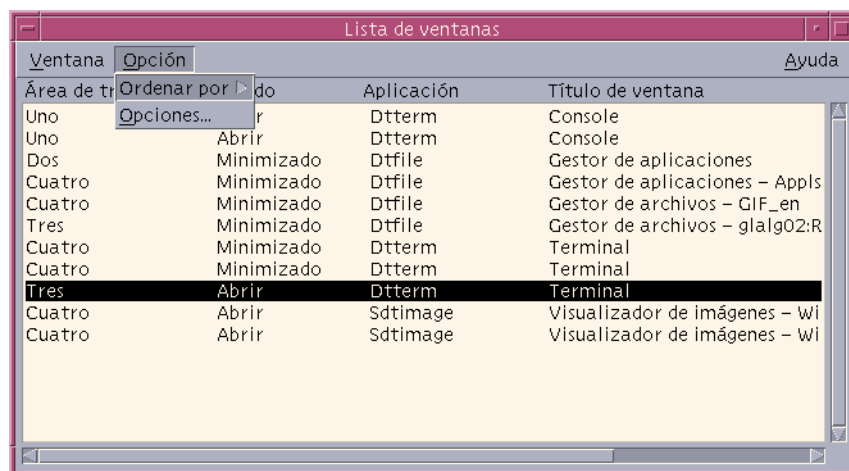 Lista de ventanas
Ventana Opción Ayuda
Área de tr do Aplicación Título de ventana
Ordenar por
Opciones...
Uno r Dtterm Console
Uno Abrir Dtterm Console
Dos Minimizado Dtfile Gestor de aplicaciones
Cuatro Minimizado Dtfile Gestor de aplicaciones – Appls
Cuatro Minimizado Dtfile Gestor de archivos – GIF_en
Tres Minimizado Dtfile Gestor de archivos – glalg02:R
Cuatro Minimizado Dtterm Terminal
Cuatro Minimizado Dtterm Terminal
Tres Abrir Dtterm Terminal
Cuatro Abrir Sdtimage Visualizador de imágenes – Wi
Cuatro Abrir Sdtimage Visualizador de imágenes – Wi